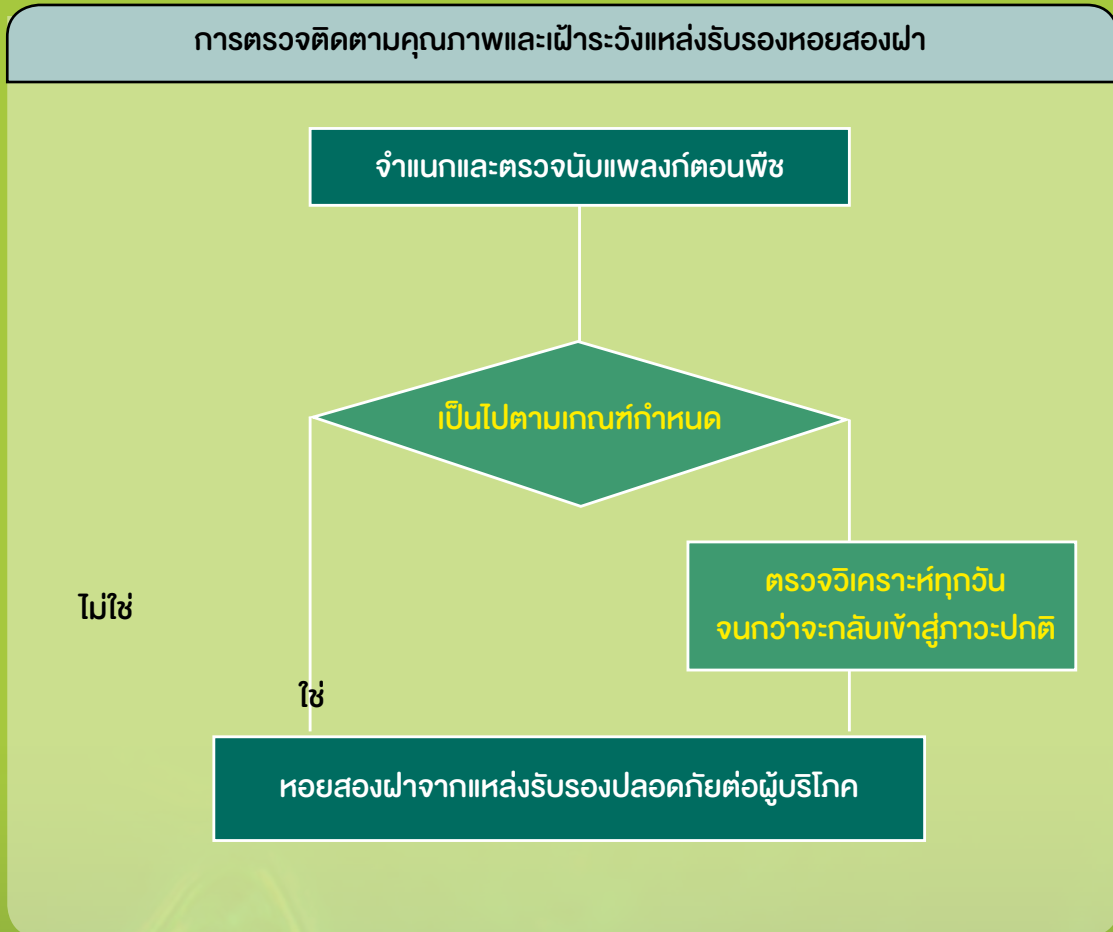 การตรวจติดตามคุณภาพและเฝ้าระวังแหล่งรับรองหอยสองฝา
จำแนกและตรวจนับแพลงก์ตอนพืช
เป็นไปตามเกณฑ์กำหนด
ตรวจวิเคราะห์ทุกวัน
จนกว่าจะกลับเข้าสู่ภาวะปกติ
ไม่ใช่
ใช่
หอยสองฝาจากแหล่งรับรองปลอดภัยต่อผู้บริโภค